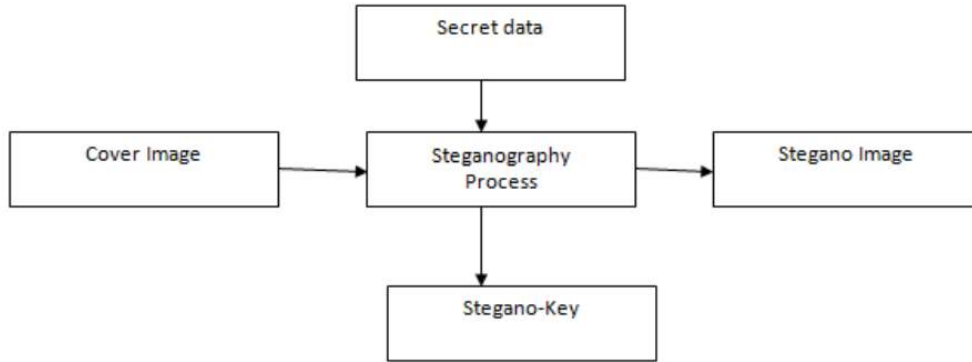 Secret data
Cover Image
Steganography
Process
Stegano Image
Stegano-Key